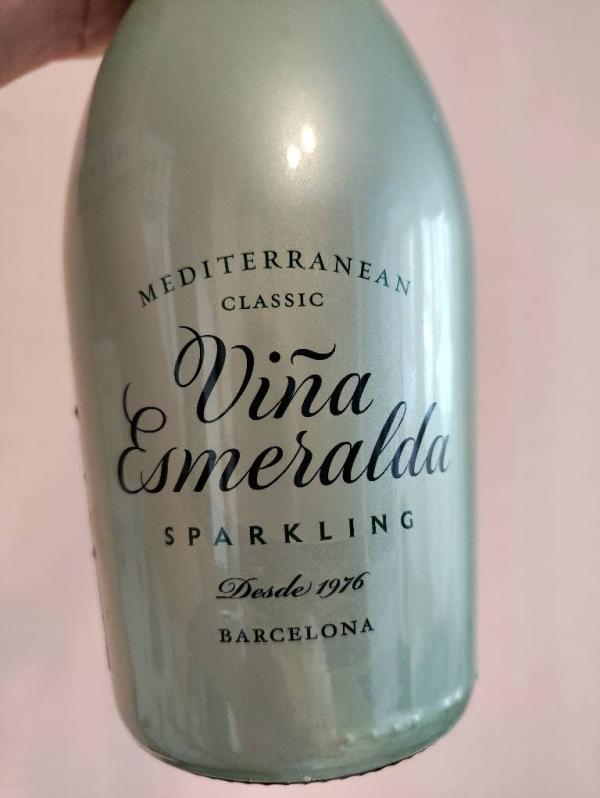 MEDITERRANEAN
CLASSIC
Viña
Esmeralda
SPARKLING
Desde 1976
BARCELONA